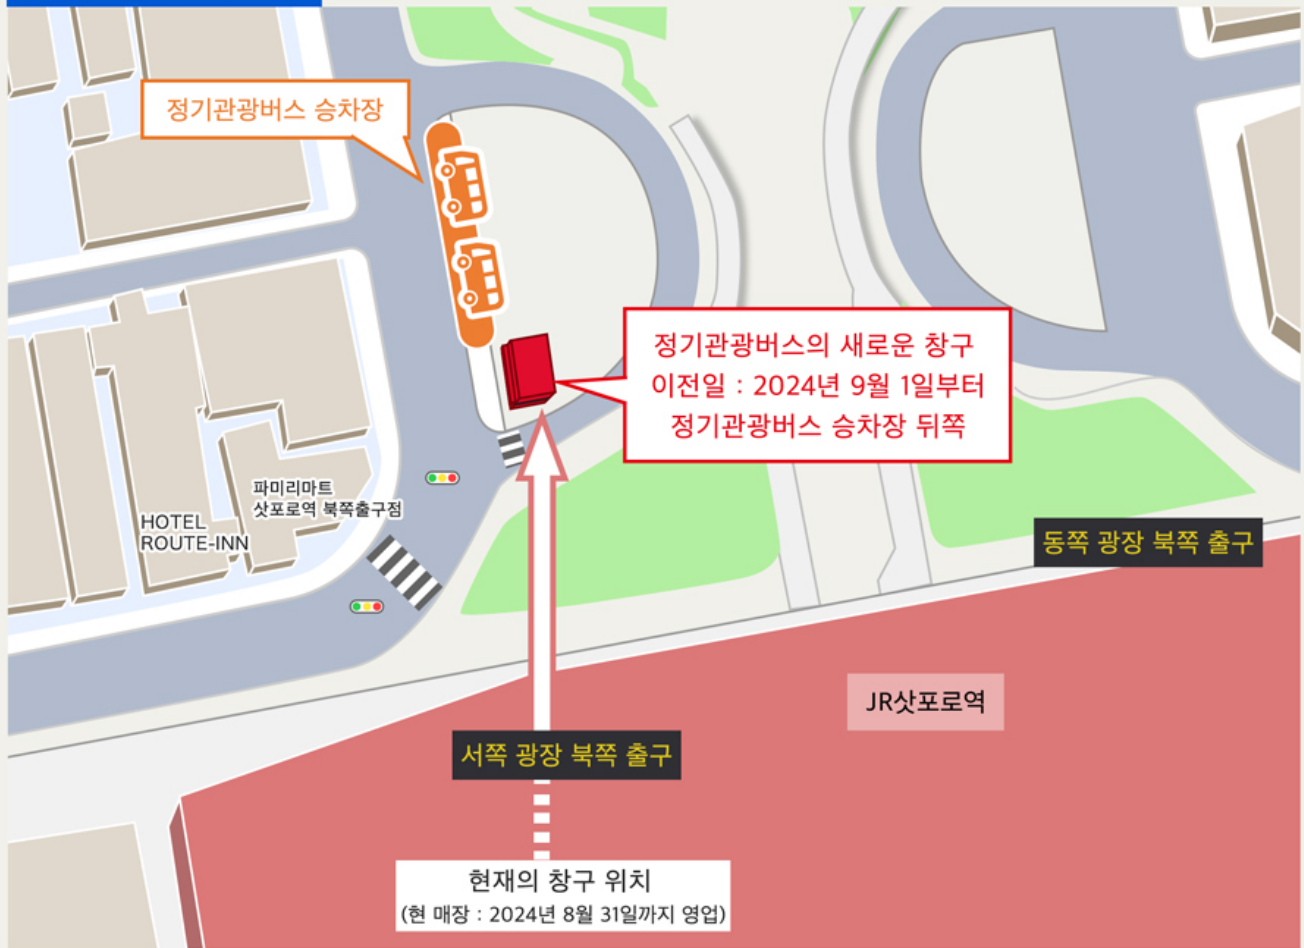 정기관광버스 승차장
정기관광버스의 새로운 창구
이전일 : 2024년 9월 1일부터
정기관광버스 승차장 뒤쪽
파미리마트
삿포로역 북쪽출구점
HOTEL
ROUTE-INN
동쪽 광장 북쪽 출구
JR삿포로역
서쪽 광장 북쪽 출구
현재의 창구 위치
(현 매장 : 2024년 8월 31일까지 영업)